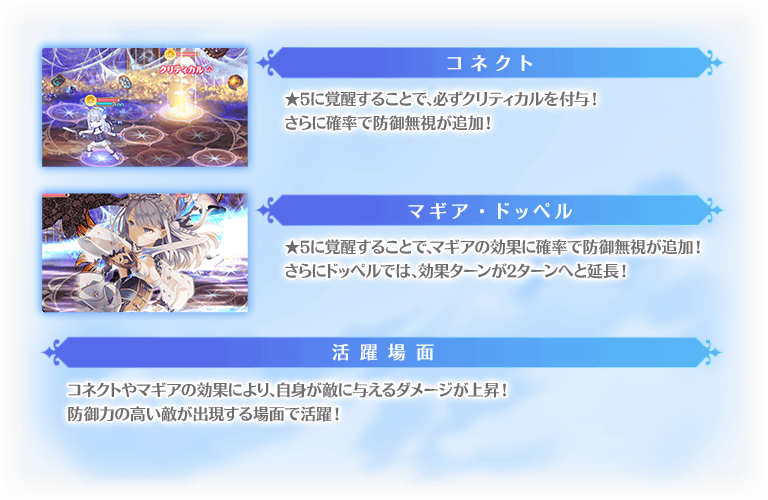 クリティカル
コネクト
★5に覚醒することで、必ずクリティカルを付与！
さらに確率で防御無視が追加！
マギア・ドッペル
★5に覚醒することで、マギアの効果に確率で防御無視が追加！
さらにドッペルでは、効果ターンが2ターンへと延長！
活躍場面
コネクトやマギアの効果により、自身が敵に与えるダメージが上昇！
防御力の高い敵が出現する場面で活躍！